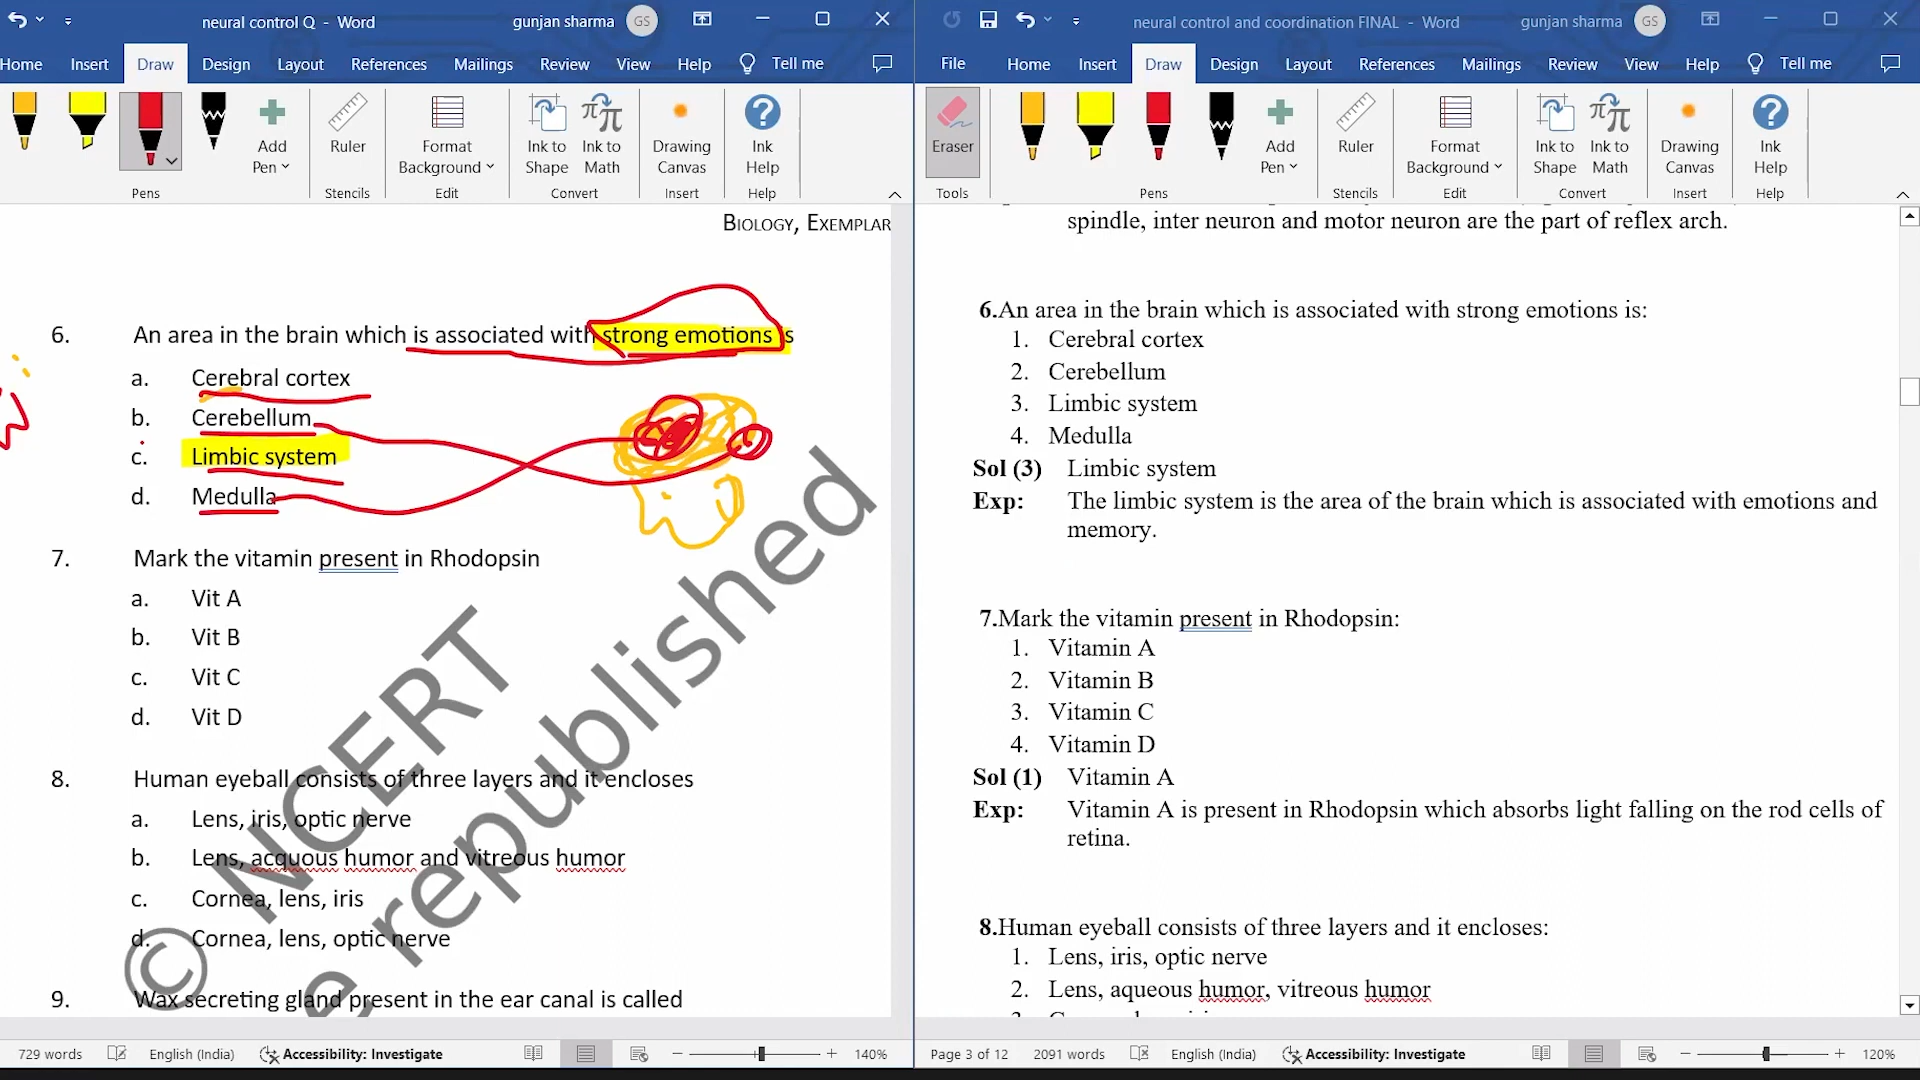 neural control Q - Word
gunjan sharma
GS
Home Insert Draw Design Layout References Mailings Review View Help Tell me
Add Pen
Ruler
Format Background
Ink to Shape
Ink to Math
Drawing Canvas
Ink Help
Pens Stencils Edit Convert Insert Help
BIOLOGY, EXEMPLAR
6. An area in the brain which is associated with strong emotions is
a. Cerebral cortex
b. Cerebellum
c. Limbic system
d. Medulla
7. Mark the vitamin present in Rhodopsin
a. Vit A
b. Vit B
c. Vit C
d. Vit D
8. Human eyeball consists of three layers and it encloses
a. Lens, iris, optic nerve
b. Lens, acquous humor and vitreous humor
c. Cornea, lens, iris
d. Cornea, lens, optic nerve
9. Wax secreting gland present in the ear canal is called
© NCERT
e republished
729 words English (India) Accessibility: Investigate 140%
neural control and coordination FINAL - Word
gunjan sharma
GS
File Home Insert Draw Design Layout References Mailings Review View Help Tell me
Eraser
Add Pen
Ruler
Format Background
Ink to Shape
Ink to Math
Drawing Canvas
Ink Help
Tools Pens Stencils Edit Convert Insert Help
spindle, inter neuron and motor neuron are the part of reflex arch.
6.An area in the brain which is associated with strong emotions is:
1. Cerebral cortex
2. Cerebellum
3. Limbic system
4. Medulla
Sol (3) Limbic system
Exp: The limbic system is the area of the brain which is associated with emotions and
memory.
7.Mark the vitamin present in Rhodopsin:
1. Vitamin A
2. Vitamin B
3. Vitamin C
4. Vitamin D
Sol (1) Vitamin A
Exp: Vitamin A is present in Rhodopsin which absorbs light falling on the rod cells of
retina.
8.Human eyeball consists of three layers and it encloses:
1. Lens, iris, optic nerve
2. Lens, aqueous humor, vitreous humor
Page 3 of 12 2091 words English (India) Accessibility: Investigate 120%